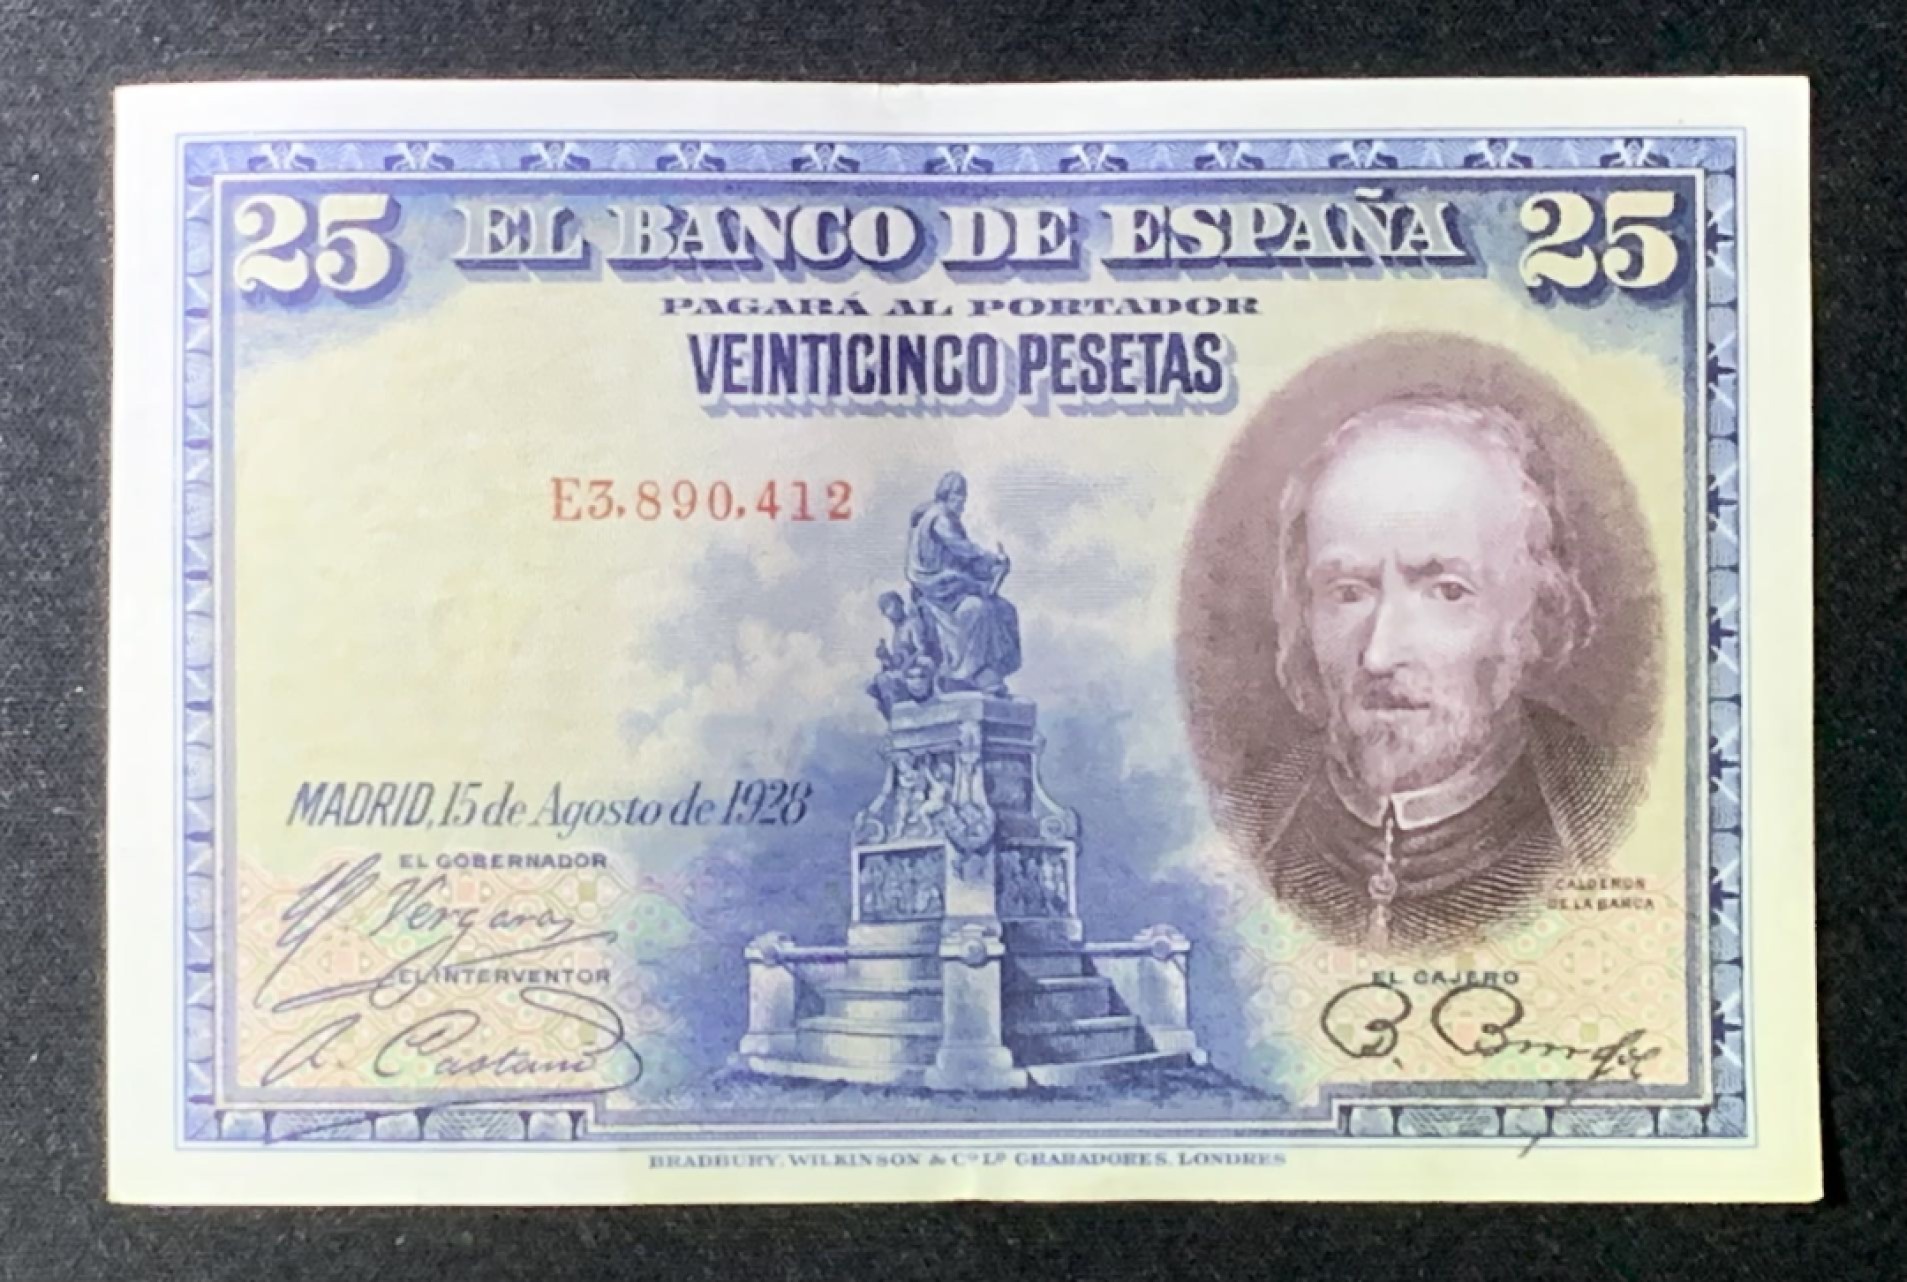 25 EL BANCO DE ESPAÑA 25
PAGARÁ AL PORTADOR
VEINTICINCO PESETAS
E3,890,412
MADRID, 15 de Agosto de 1928
EL GOBERNADOR
Vergara
EL INTERVENTOR
A. Castaño
CALDERON
DE LA BARCA
EL CAJERO
BRADBURY, WILKINSON & Cº Lº GRABADORES, LONDRES